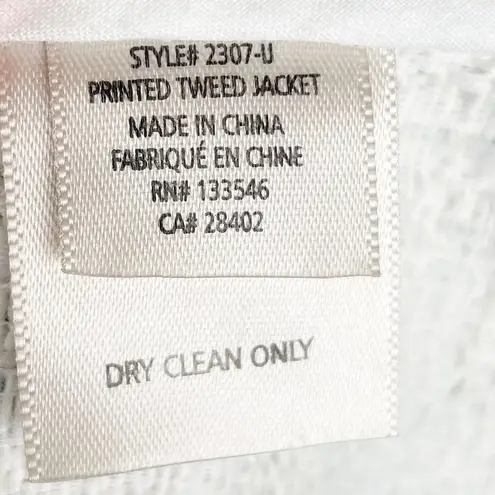 STYLE# 2307-U
PRINTED TWEED JACKET
MADE IN CHINA
FABRIQUÉ EN CHINE
RN# 133546
CA# 28402
DRY CLEAN ONLY